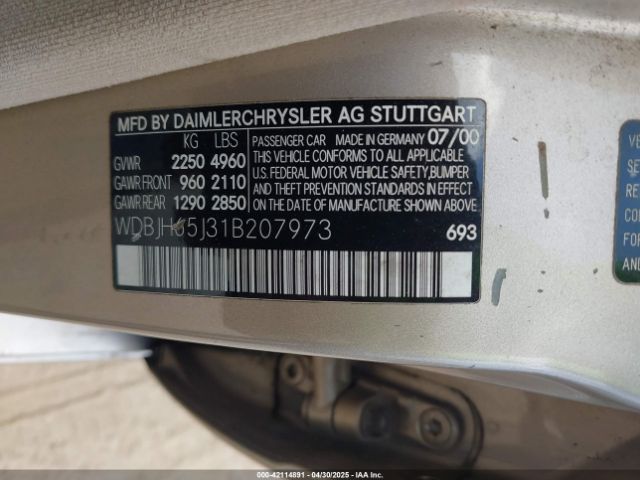 MFD BY DAIMLERCHRYSLER AG STUTTGART
KG LBS
GVWR 2250 4960
GAWR FRONT 960 2110
GAWR REAR 1290 2850
PASSENGER CAR MADE IN GERMANY 07/00
THIS VEHICLE CONFORMS TO ALL APPLICABLE
U.S. FEDERAL MOTOR VEHICLE SAFETY, BUMPER
AND THEFT PREVENTION STANDARDS IN EFFECT
ON THE DATE OF MANUFACTURE SHOWN ABOVE.
WDBJH65J31B207973
693
AND
000-42114891 - 04/30/2025 - IAA Inc.